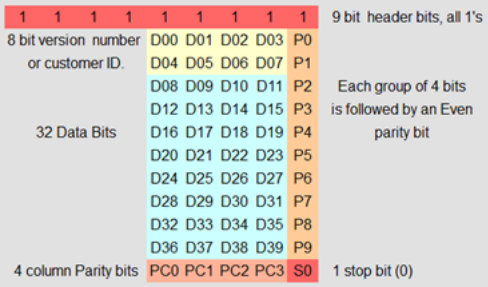 1 1 1 1 1 1 1 1 1 9 bit header bits, all 1's
8 bit version number D00 D01 D02 D03 P0
or customer ID. D04 D05 D06 D07 P1
D08 D09 D10 D11 P2 Each group of 4 bits
D12 D13 D14 D15 P3 is followed by an Even
32 Data Bits D16 D17 D18 D19 P4 parity bit
D20 D21 D22 D23 P5
D24 D25 D26 D27 P6
D28 D29 D30 D31 P7
D32 D33 D34 D35 P8
D36 D37 D38 D39 P9
4 column Parity bits PC0 PC1 PC2 PC3 S0 1 stop bit (0)